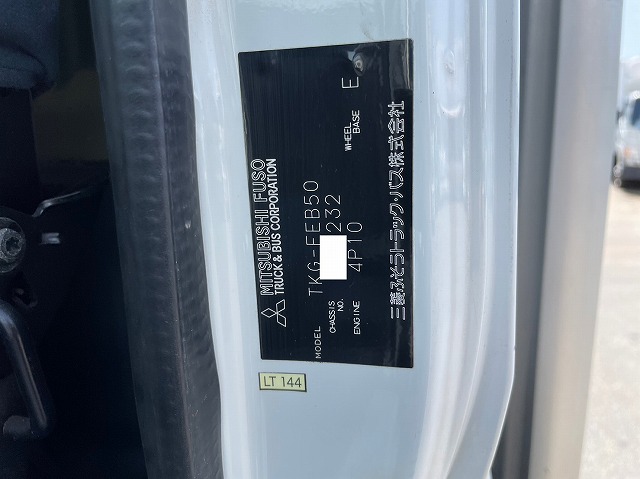 MITSUBISHI FUSO
TRUCK & BUS CORPORATION
MODEL TKG-FEB50
CHASSIS NO. 232
ENGINE 4P10 WHEEL BASE E
三菱ふそうトラック・バス株式会社
LT 144